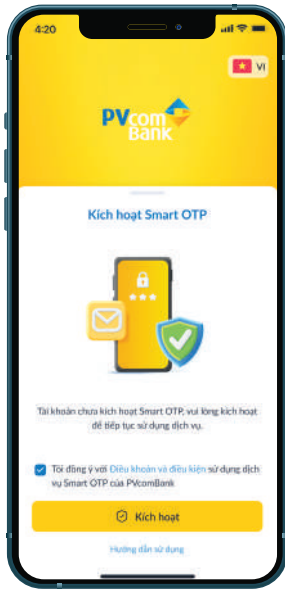 4:20
VI
PVcom
Bank
Kích hoạt Smart OTP
Tài khoản chưa kích hoạt Smart OTP, vui lòng kích hoạt
để tiếp tục sử dụng dịch vụ.
Tôi đồng ý với Điều khoản và điều kiện sử dụng dịch
vụ Smart OTP của PVcomBank
Kích hoạt
Hướng dẫn sử dụng